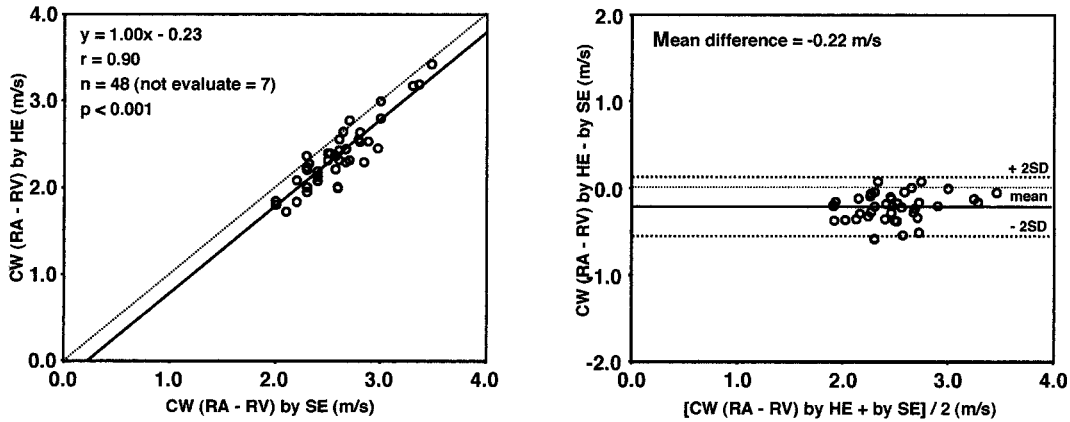 4.0
3.0
2.0
1.0
0.0
CW (RA - RV) by HE (m/s)
y = 1.00x - 0.23
r = 0.90
n = 48 (not evaluate = 7)
p < 0.001
0.0 1.0 2.0 3.0 4.0
CW (RA - RV) by SE (m/s)
2.0
1.0
0.0
-1.0
-2.0
CW (RA - RV) by HE - by SE (m/s)
Mean difference = -0.22 m/s
+ 2SD
mean
- 2SD
0.0 1.0 2.0 3.0 4.0
[CW (RA - RV) by HE + by SE] / 2 (m/s)